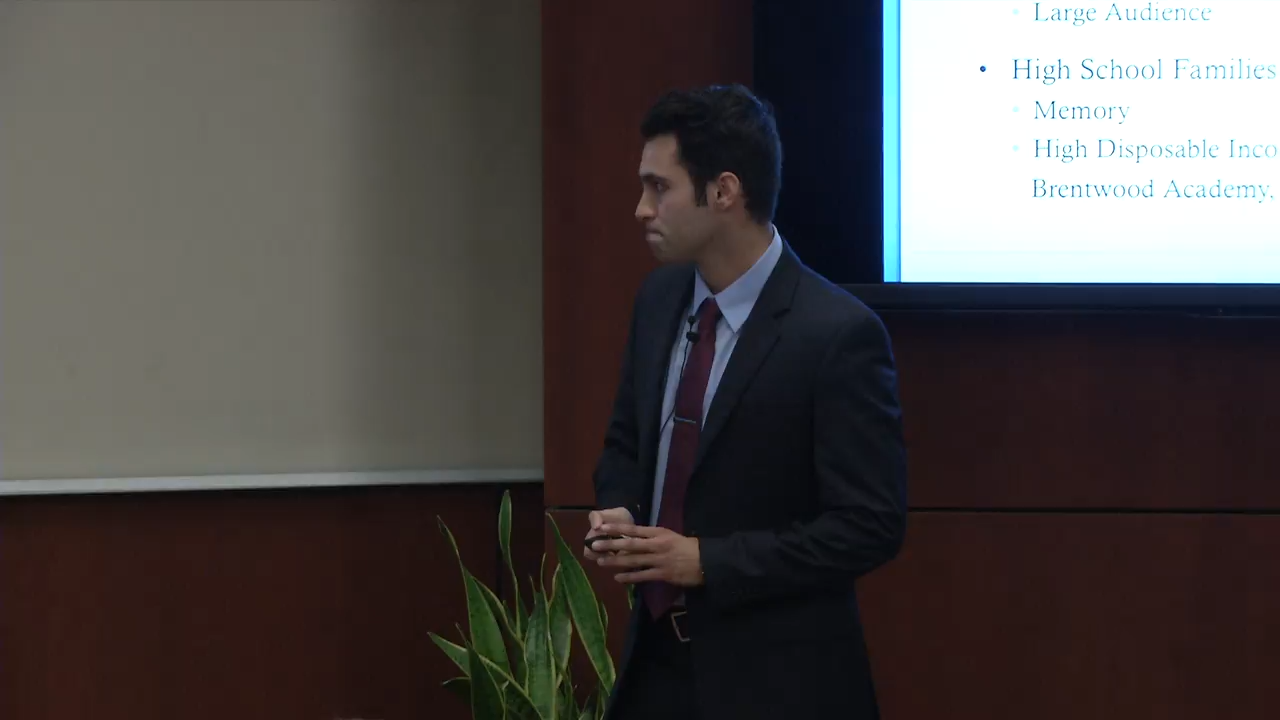 Large Audience
• High School Families
Memory
High Disposable Inco
Brentwood Academy,